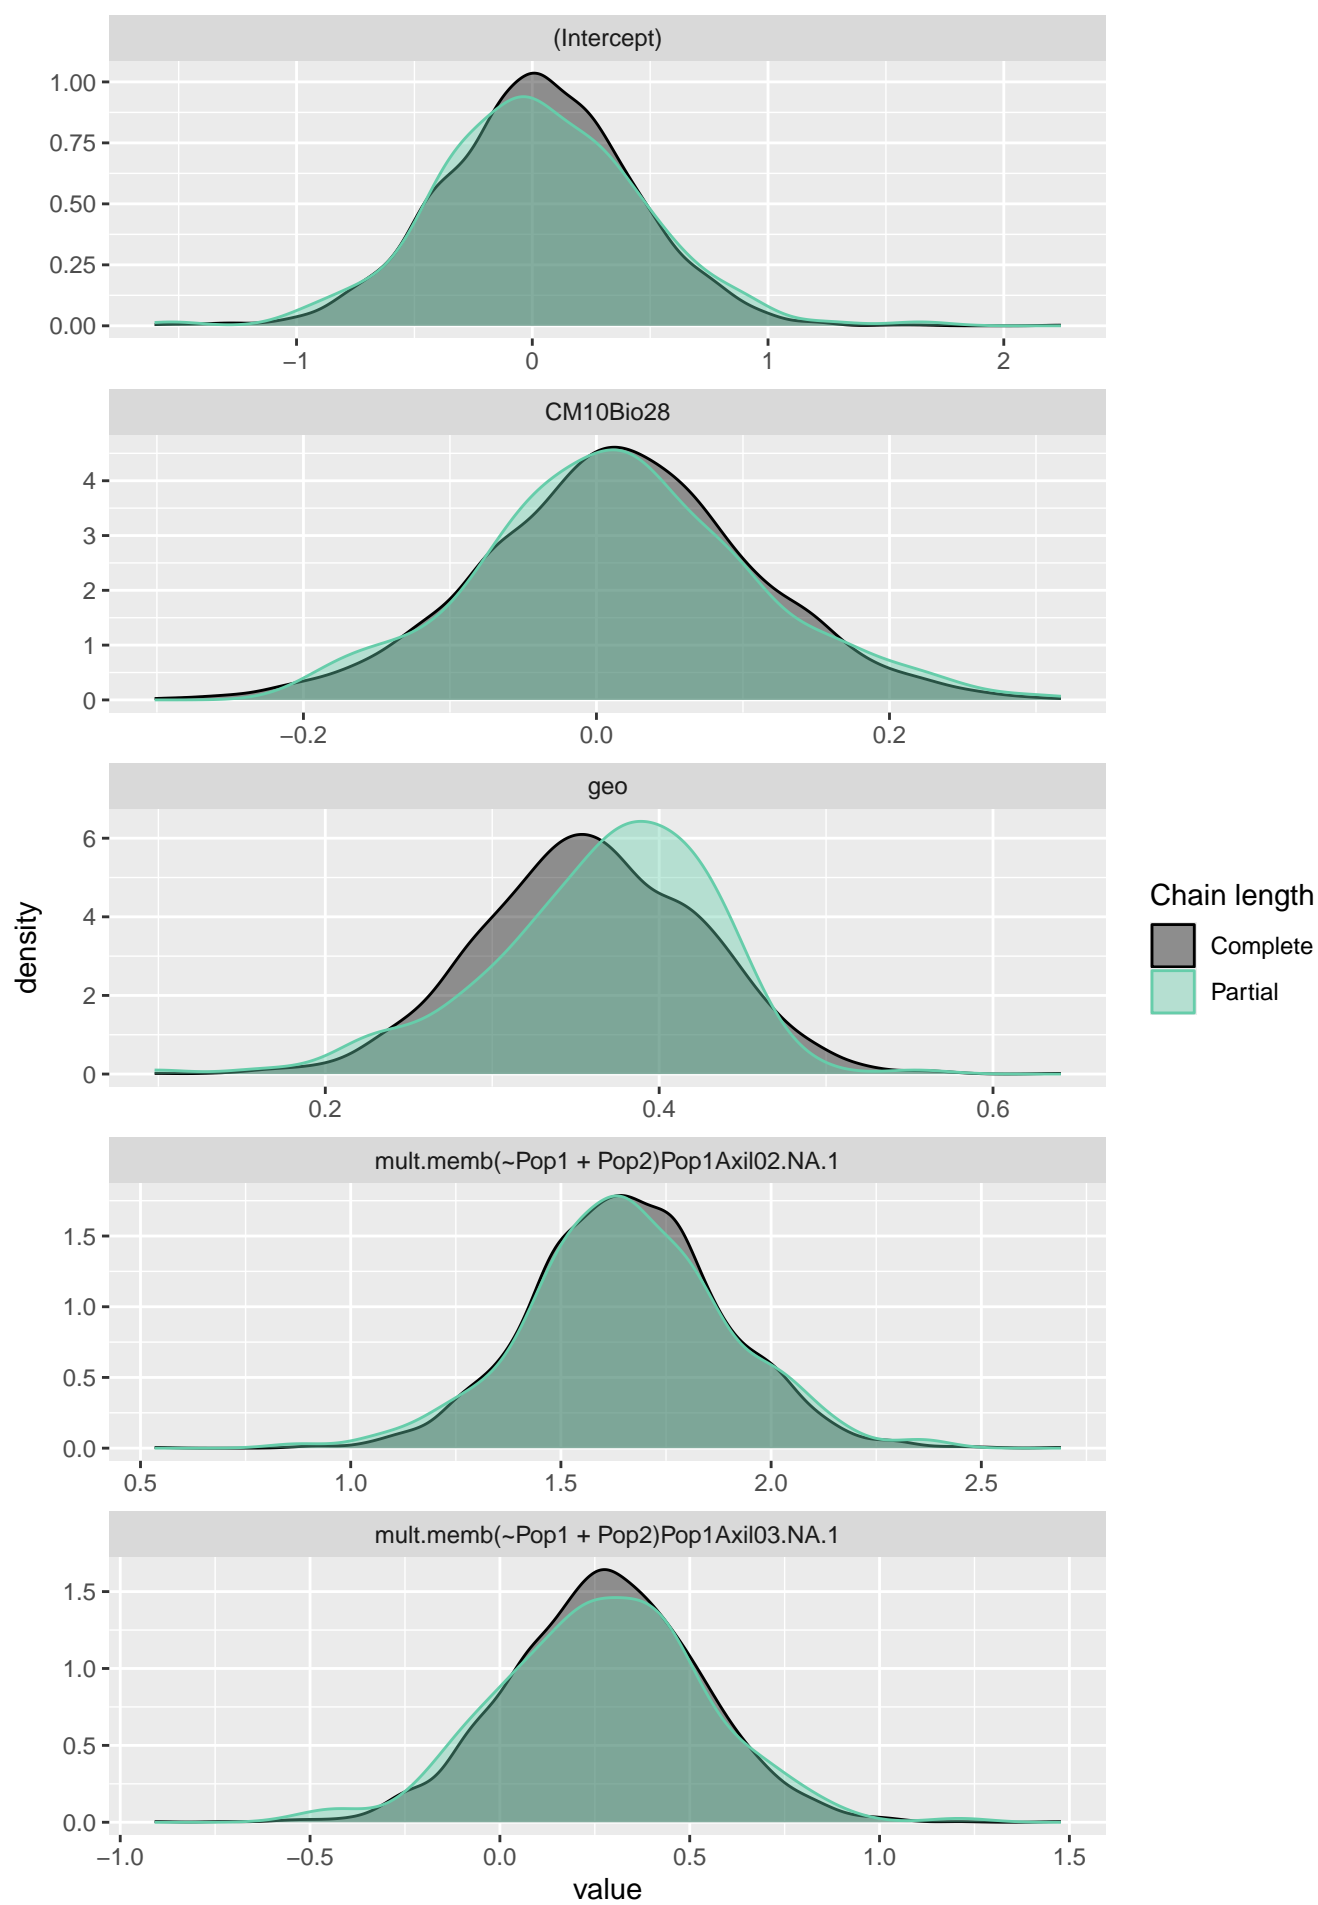 (Intercept)
1.00
0.75
0.50
0.25
0.00
−1 0 1 2
CM10Bio28
4
3
2
1
0
−0.2 0.0 0.2
geo
6
4
2
0
0.2 0.4 0.6
density
Chain length
Complete
Partial
mult.memb(~Pop1 + Pop2)Pop1Axil02.NA.1
1.5
1.0
0.5
0.0
0.5 1.0 1.5 2.0 2.5
mult.memb(~Pop1 + Pop2)Pop1Axil03.NA.1
1.5
1.0
0.5
0.0
−1.0 −0.5 0.0 0.5 1.0 1.5
value